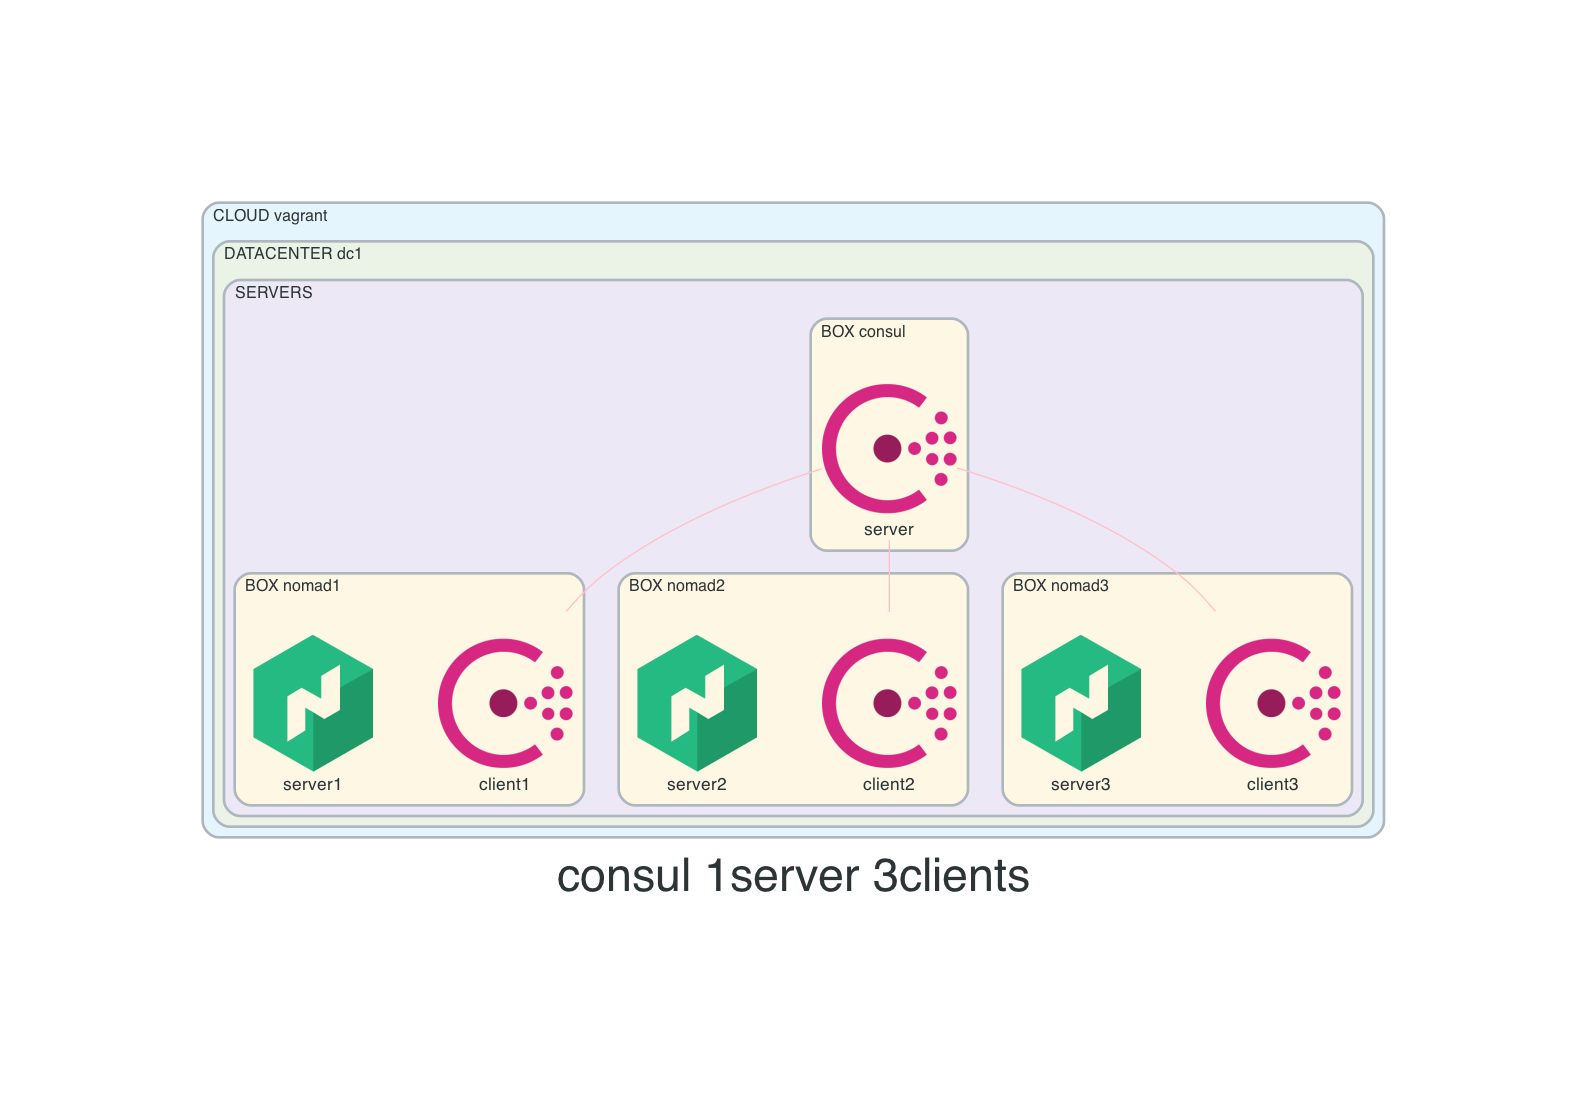 CLOUD vagrant
DATACENTER dc1
SERVERS
BOX consul
server
BOX nomad1
BOX nomad2
BOX nomad3
server1
client1
server2
client2
server3
client3
consul 1server 3clients